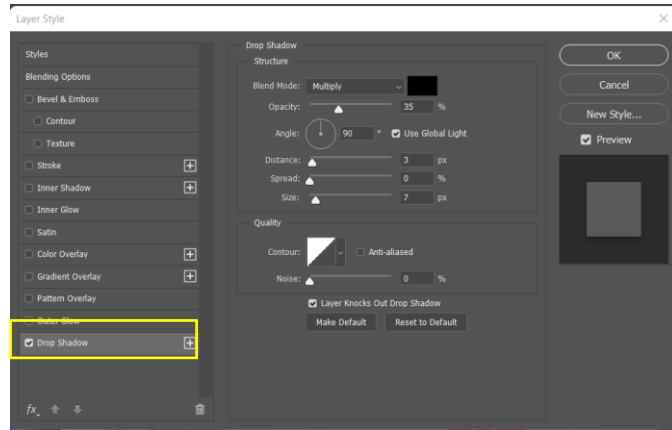 Layer Style
Styles
Blending Options
Bevel & Emboss
Contour
Texture
Stroke
Inner Shadow
Inner Glow
Satin
Color Overlay
Gradient Overlay
Pattern Overlay
Outer Glow
Drop Shadow
fx
Drop Shadow
Structure
Blend Mode: Multiply
Opacity: 35 %
Angle: 90 ° Use Global Light
Distance: 3 px
Spread: 0 %
Size: 7 px
Quality
Contour: Anti-aliased
Noise: 0 %
Layer Knocks Out Drop Shadow
Make Default Reset to Default
OK
Cancel
New Style...
Preview